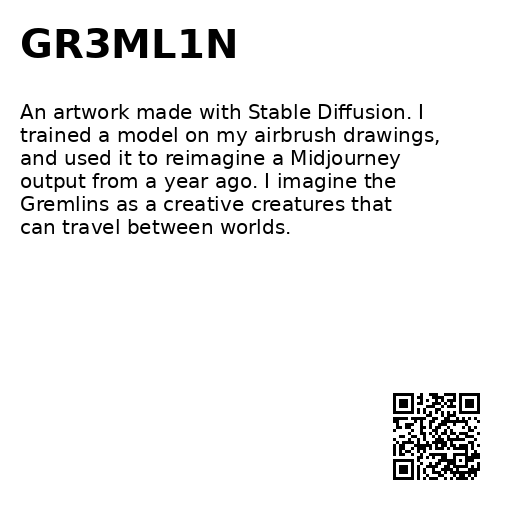 GR3ML1N
An artwork made with Stable Diffusion. I
trained a model on my airbrush drawings,
and used it to reimagine a Midjourney
output from a year ago. I imagine the
Gremlins as a creative creatures that
can travel between worlds.